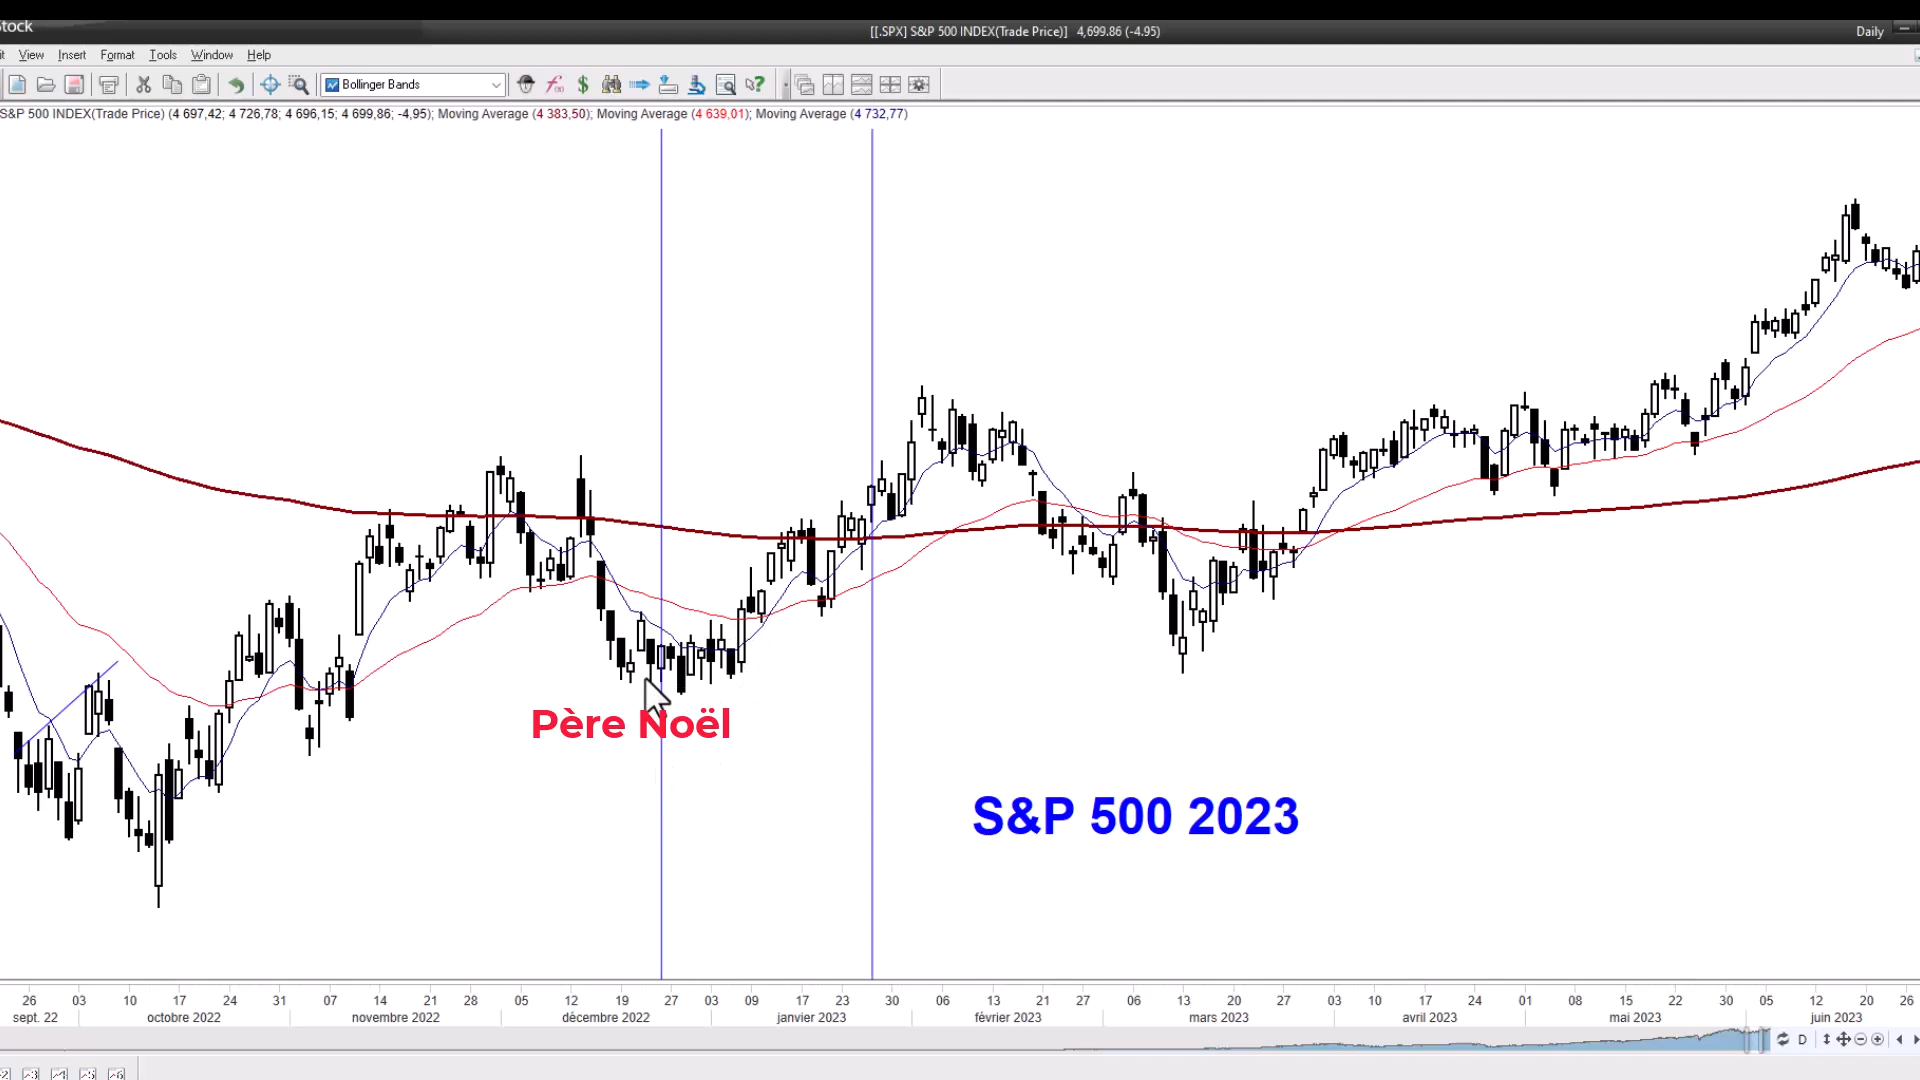 Stock
[[.SPX] S&P 500 INDEX(Trade Price)] 4,699.86 (-4.95)
Daily
it View Insert Format Tools Window Help
Bollinger Bands
S&P 500 INDEX(Trade Price) (4 697,42; 4 726,78; 4 696,15; 4 699,86; -4,95); Moving Average (4 383,50); Moving Average (4 639,01); Moving Average (4 732,77)
Père Noël
S&P 500 2023
26 03 10 17 24 31 07 14 21 28 05 12 19 27 03 09 17 23 30 06 13 21 27 06 13 20 27 03 10 17 24 01 08 15 22 30 05 12 20 26
sept. 22 octobre 2022 novembre 2022 décembre 2022 janvier 2023 février 2023 mars 2023 avril 2023 mai 2023 juin 2023
D